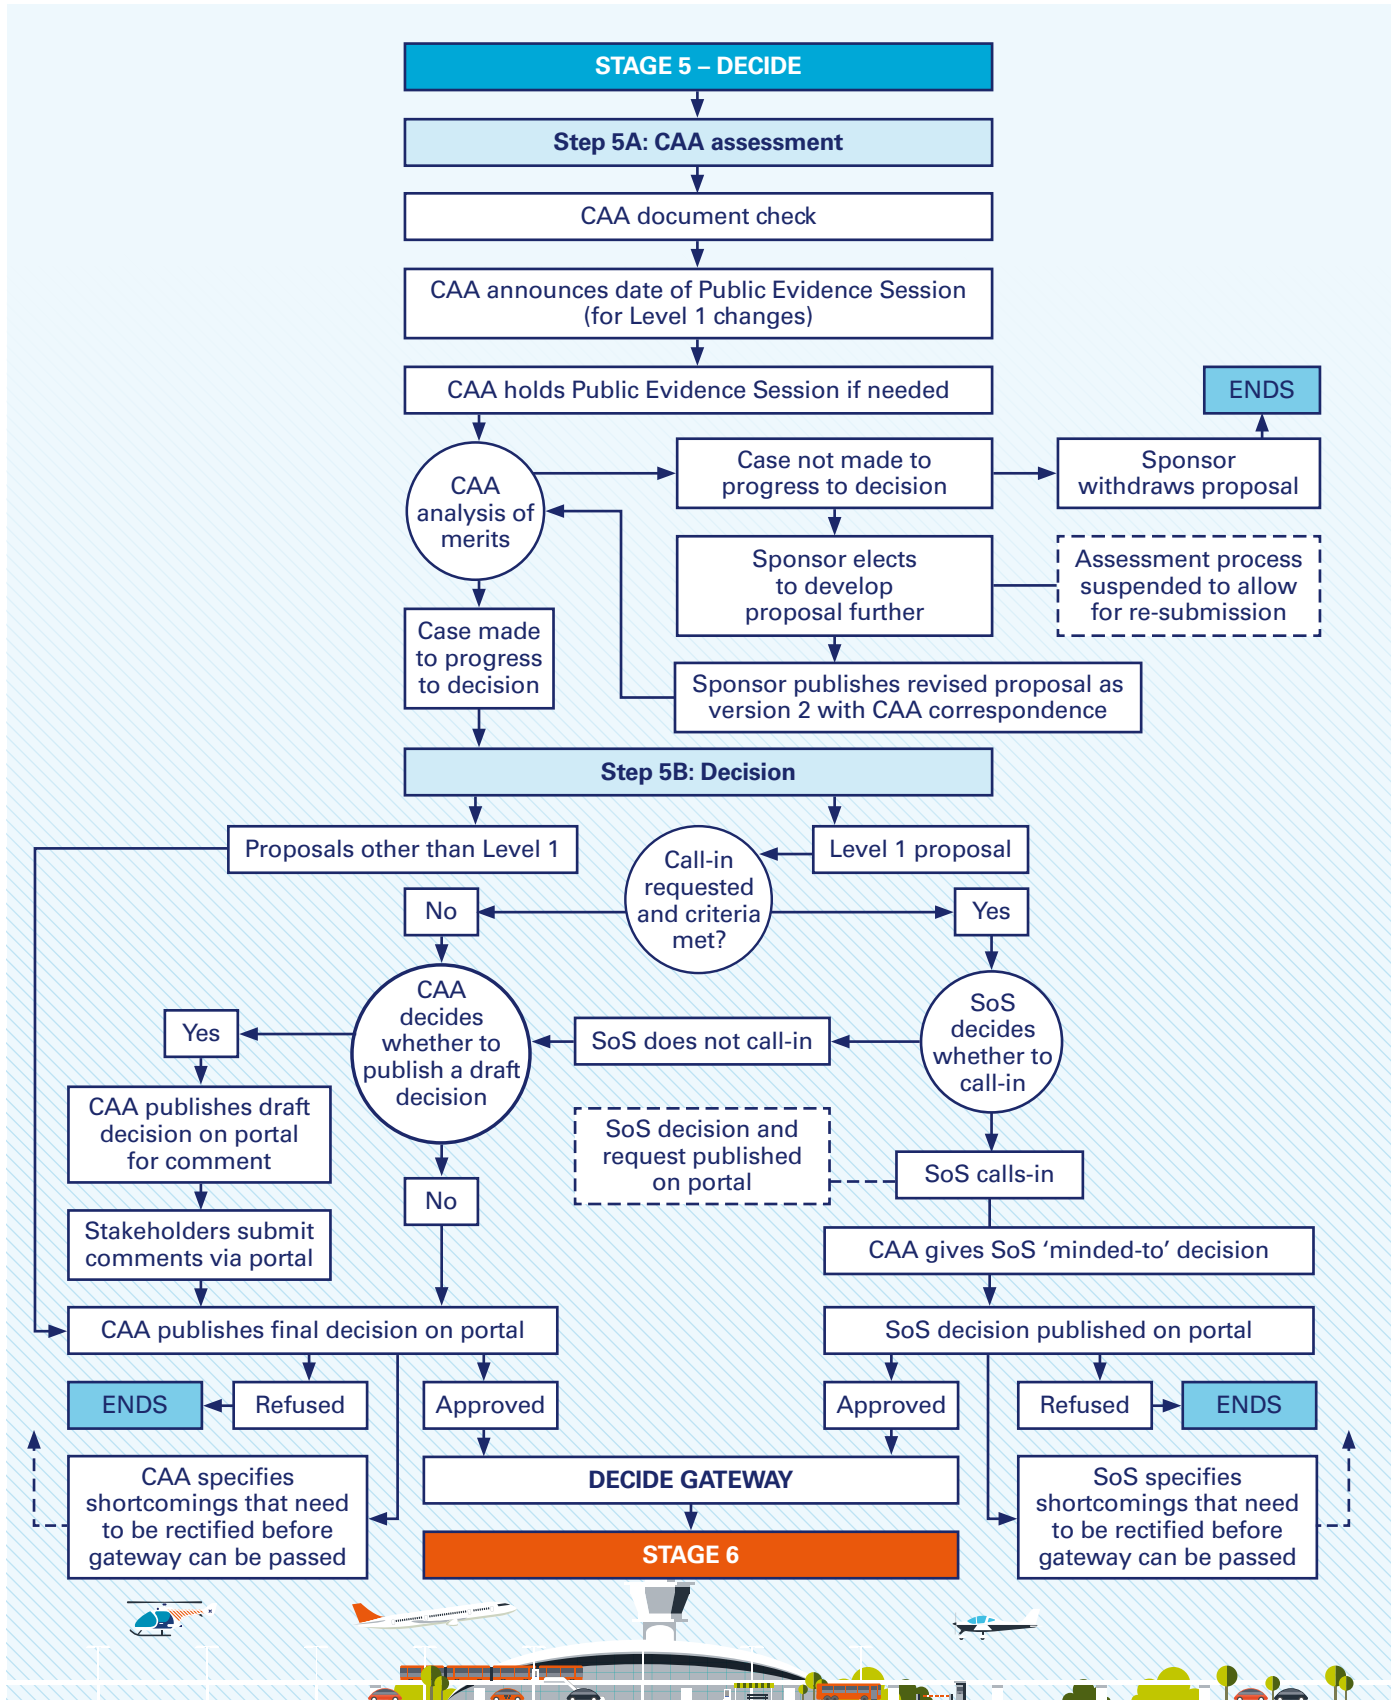 STAGE 5 – DECIDE
Step 5A: CAA assessment
CAA document check
CAA announces date of Public Evidence Session
(for Level 1 changes)
CAA holds Public Evidence Session if needed
ENDS
CAA
analysis of
merits
Case not made to
progress to decision
Sponsor
withdraws proposal
Sponsor elects
to develop
proposal further
Assessment process
suspended to allow
for re-submission
Case made
to progress
to decision
Sponsor publishes revised proposal as
version 2 with CAA correspondence
Step 5B: Decision
Proposals other than Level 1
Call-in
requested
and criteria
met?
Level 1 proposal
No
Yes
CAA
decides
whether to
publish a draft
decision
SoS
decides
whether to
call-in
Yes
SoS does not call-in
CAA publishes draft
decision on portal
for comment
SoS decision and
request published
on portal
SoS calls-in
No
Stakeholders submit
comments via portal
CAA gives SoS ‘minded-to’ decision
CAA publishes final decision on portal
SoS decision published on portal
ENDS
Refused
Approved
Approved
Refused
ENDS
CAA specifies
shortcomings that need
to be rectified before
gateway can be passed
DECIDE GATEWAY
SoS specifies
shortcomings that need
to be rectified before
gateway can be passed
STAGE 6